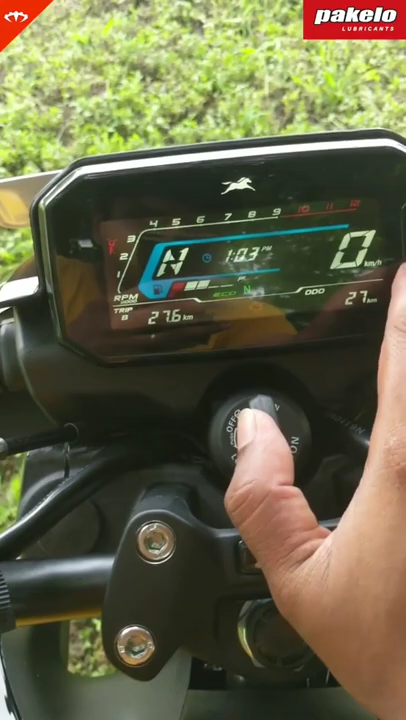 pakelo
LUBRICANTS
4 5 6 7 8 9 10 11 12
3
2
1
N
1:03 PM
0 km/h
RPM
x1000
F
ECO N
ODO
27 km
TRIP
B
27.6 km
OFF
ON